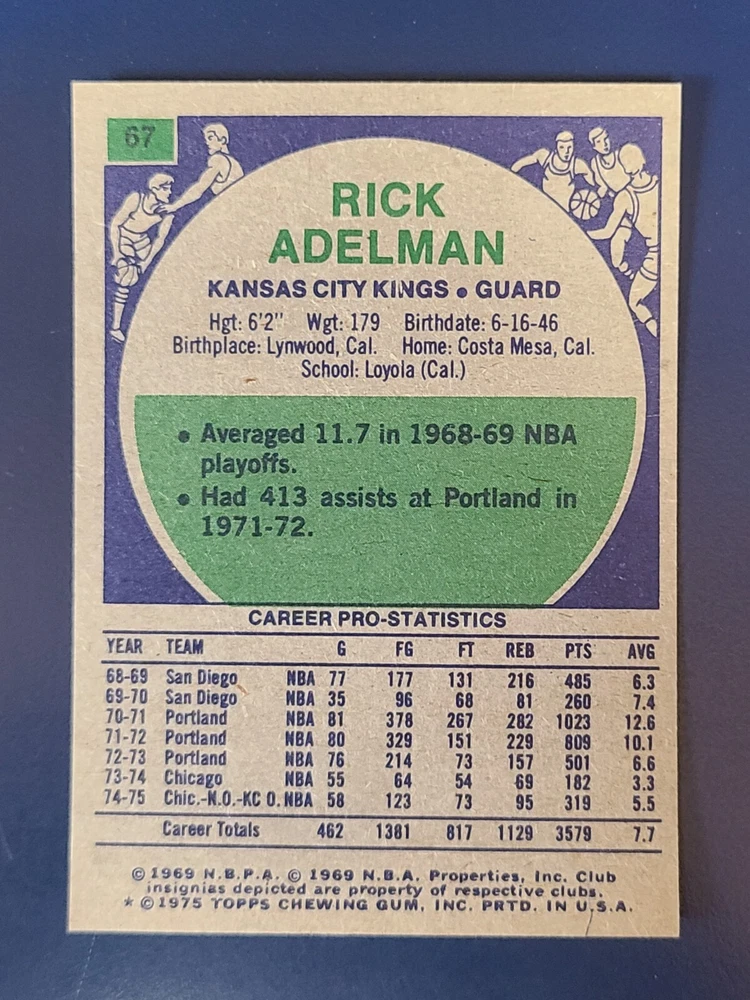 67
RICK
ADELMAN
KANSAS CITY KINGS • GUARD
Hgt: 6'2" Wgt: 179 Birthdate: 6-16-46
Birthplace: Lynwood, Cal. Home: Costa Mesa, Cal.
School: Loyola (Cal.)
• Averaged 11.7 in 1968-69 NBA
playoffs.
• Had 413 assists at Portland in
1971-72.
CAREER PRO-STATISTICS
YEAR TEAM G FG FT REB PTS AVG
68-69 San Diego NBA 77 177 131 216 485 6.3
69-70 San Diego NBA 35 96 68 81 260 7.4
70-71 Portland NBA 81 378 267 282 1023 12.6
71-72 Portland NBA 80 329 151 229 809 10.1
72-73 Portland NBA 76 214 73 157 501 6.6
73-74 Chicago NBA 55 64 54 69 182 3.3
74-75 Chic.-N.O.-KC O. NBA 58 123 73 95 319 5.5
Career Totals 462 1381 817 1129 3579 7.7
© 1969 N.B.P.A. © 1969 N.B.A. Properties, Inc. Club
insignias depicted are property of respective clubs.
* © 1975 TOPPS CHEWING GUM, INC. PRTD. IN U.S.A.